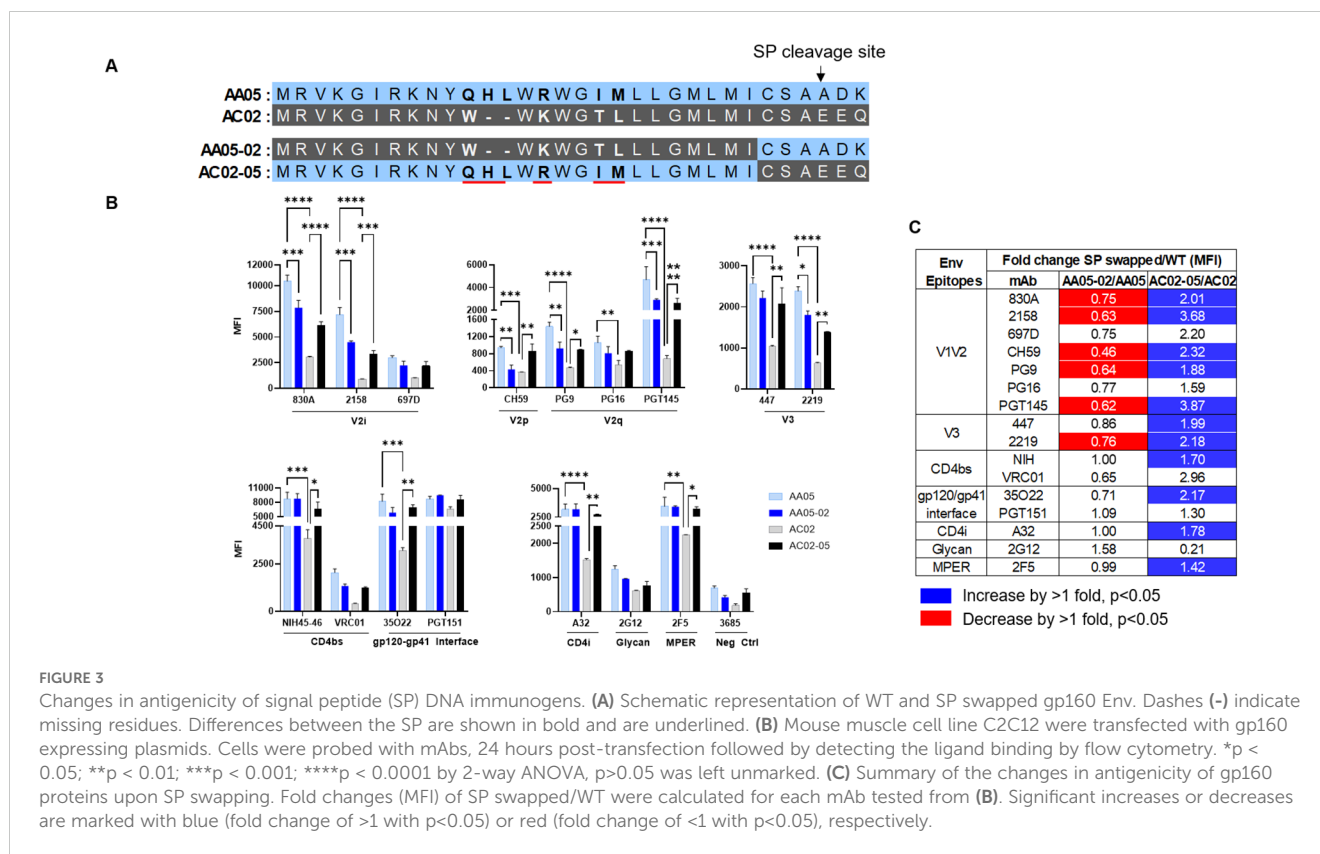 SP cleavage site
A
AA05 : M R V K G I R K N Y Q H L W R W G I M L L G M L M I C S A A D K
AC02 : M R V K G I R K N Y W - - W K W G T L L L G M L M I C S A E E Q
AA05-02 : M R V K G I R K N Y W - - W K W G T L L L G M L M I C S A A D K
AC02-05 : M R V K G I R K N Y Q H L W R W G I M L L G M L M I C S A E E Q
B
**** **** *** **** *** ***
12000
10000
7500
5000
2500
0
MFI
830A 2158 697D
V2i
*** ** ** **** ** * ** **** *** ** **
6000
4000
2000
1600
1200
800
400
0
CH59 PG9 PG16 PGT145
V2p V2q
**** ** **** * **
3000
2000
1000
0
447 2219
V3
*** * *** **
11000
8000
5000
4500
2500
0
MFI
NIH45-46 VRC01 35O22 PGT151
CD4bs gp120-gp41 Interface
**** ** ** *
5500
2500
2000
1000
0
A32 2G12 2F5 3685
CD4i Glycan MPER Neg Ctrl
AA05
AA05-02
AC02
AC02-05
C
Env Epitopes Fold change SP swapped/WT (MFI)
mAb AA05-02/AA05 AC02-05/AC02
V1V2 830A 0.75 2.01
2158 0.63 3.68
697D 0.75 2.20
CH59 0.46 2.32
PG9 0.64 1.88
PG16 0.77 1.59
PGT145 0.62 3.87
V3 447 0.86 1.99
2219 0.76 2.18
CD4bs NIH 1.00 1.70
VRC01 0.65 2.96
gp120/gp41 35O22 0.71 2.17
interface PGT151 1.09 1.30
CD4i A32 1.00 1.78
Glycan 2G12 1.58 0.21
MPER 2F5 0.99 1.42
Increase by >1 fold, p<0.05
Decrease by >1 fold, p<0.05
FIGURE 3
Changes in antigenicity of signal peptide (SP) DNA immunogens. (A) Schematic representation of WT and SP swapped gp160 Env. Dashes (-) indicate
missing residues. Differences between the SP are shown in bold and are underlined. (B) Mouse muscle cell line C2C12 were transfected with gp160
expressing plasmids. Cells were probed with mAbs, 24 hours post-transfection followed by detecting the ligand binding by flow cytometry. *p <
0.05; **p < 0.01; ***p < 0.001; ****p < 0.0001 by 2-way ANOVA, p>0.05 was left unmarked. (C) Summary of the changes in antigenicity of gp160
proteins upon SP swapping. Fold changes (MFI) of SP swapped/WT were calculated for each mAb tested from (B). Significant increases or decreases
are marked with blue (fold change of >1 with p<0.05) or red (fold change of <1 with p<0.05), respectively.